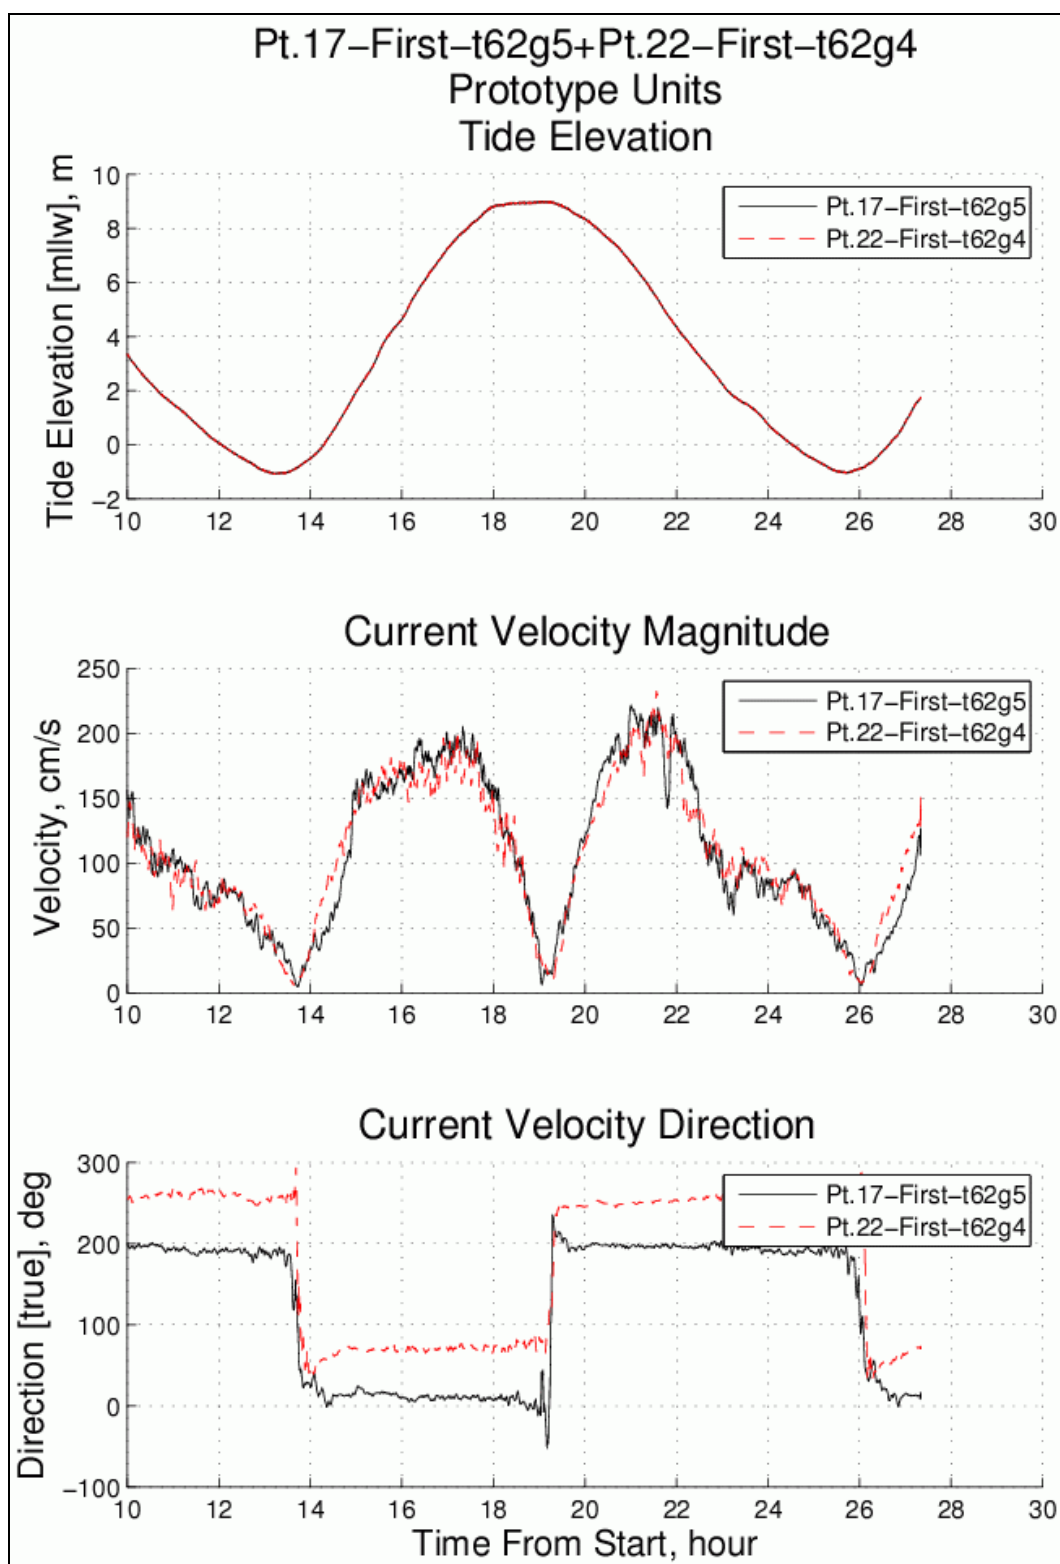 Pt.17−First−t62g5+Pt.22−First−t62g4
Prototype Units
Tide Elevation
Tide Elevation [mllw], m
10
8
6
4
2
0
−2
Pt.17−First−t62g5
Pt.22−First−t62g4
10 12 14 16 18 20 22 24 26 28 30
Current Velocity Magnitude
Velocity, cm/s
250
200
150
100
50
0
Pt.17−First−t62g5
Pt.22−First−t62g4
10 12 14 16 18 20 22 24 26 28 30
Current Velocity Direction
Direction [true], deg
300
200
100
0
−100
Pt.17−First−t62g5
Pt.22−First−t62g4
10 12 14 16 18 20 22 24 26 28 30
Time From Start, hour